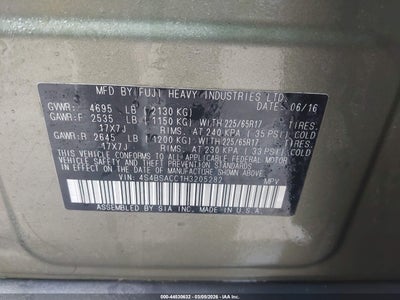 MFD BY FUJI HEAVY INDUSTRIES LTD.
GVWR: 4695 LB (2130 KG) DATE: 06/16
GAWR:F 2535 LB (1150 KG) WITH 225/65R17 TIRES.
17X7J RIMS. AT 240 KPA (35 PSI) COLD
GAWR:R 2645 LB (1200 KG) WITH 225/65R17 TIRES.
17X7J RIMS. AT 230 KPA (33 PSI) COLD
THIS VEHICLE CONFORMS TO ALL APPLICABLE
FEDERAL MOTOR VEHICLE SAFETY STANDARDS
IN EFFECT ON THE DATE OF MANUFACTURE
SHOWN ABOVE.
VIN: 4S4BSACC1H3205282 MPV
ASSEMBLED BY SIA, INC. MADE IN U.S.A.
000-44630632 - 03/09/2026 - IAA, Inc.